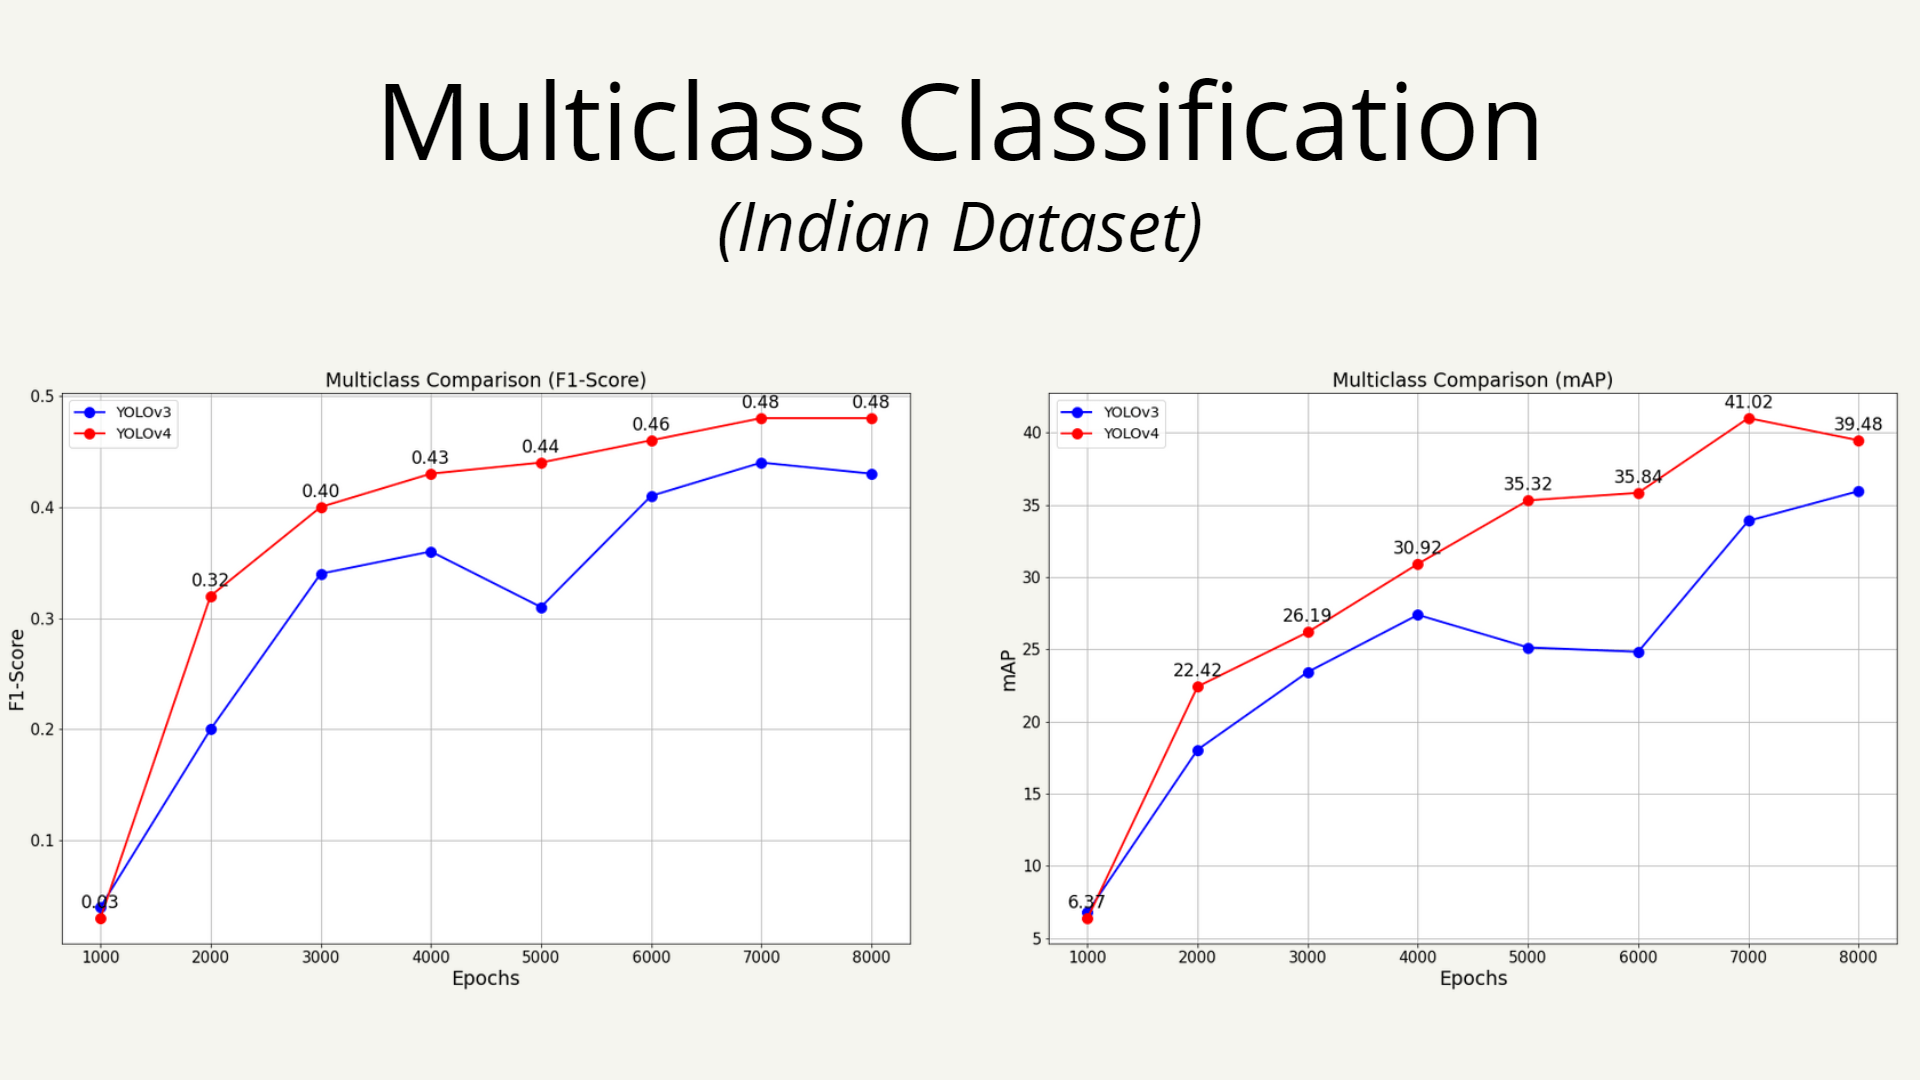 Multiclass Classification
(Indian Dataset)
Multiclass Comparison (F1-Score)
YOLOv3
YOLOv4
F1-Score
0.5
0.4
0.3
0.2
0.1
0.03
0.32
0.40
0.43
0.44
0.46
0.48
0.48
1000 2000 3000 4000 5000 6000 7000 8000
Epochs
Multiclass Comparison (mAP)
YOLOv3
YOLOv4
mAP
40
35
30
25
20
15
10
5
6.37
22.42
26.19
30.92
35.32
35.84
41.02
39.48
1000 2000 3000 4000 5000 6000 7000 8000
Epochs